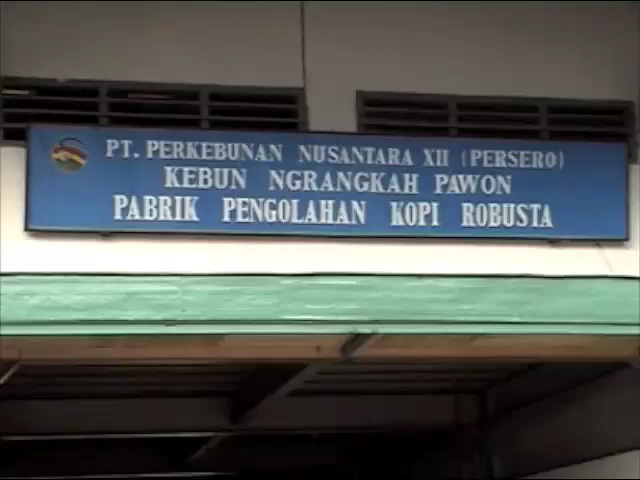 PT. PERKEBUNAN NUSANTARA XII (PERSERO)
KEBUN NGRANGKAH PAWON
PABRIK PENGOLAHAN KOPI ROBUSTA